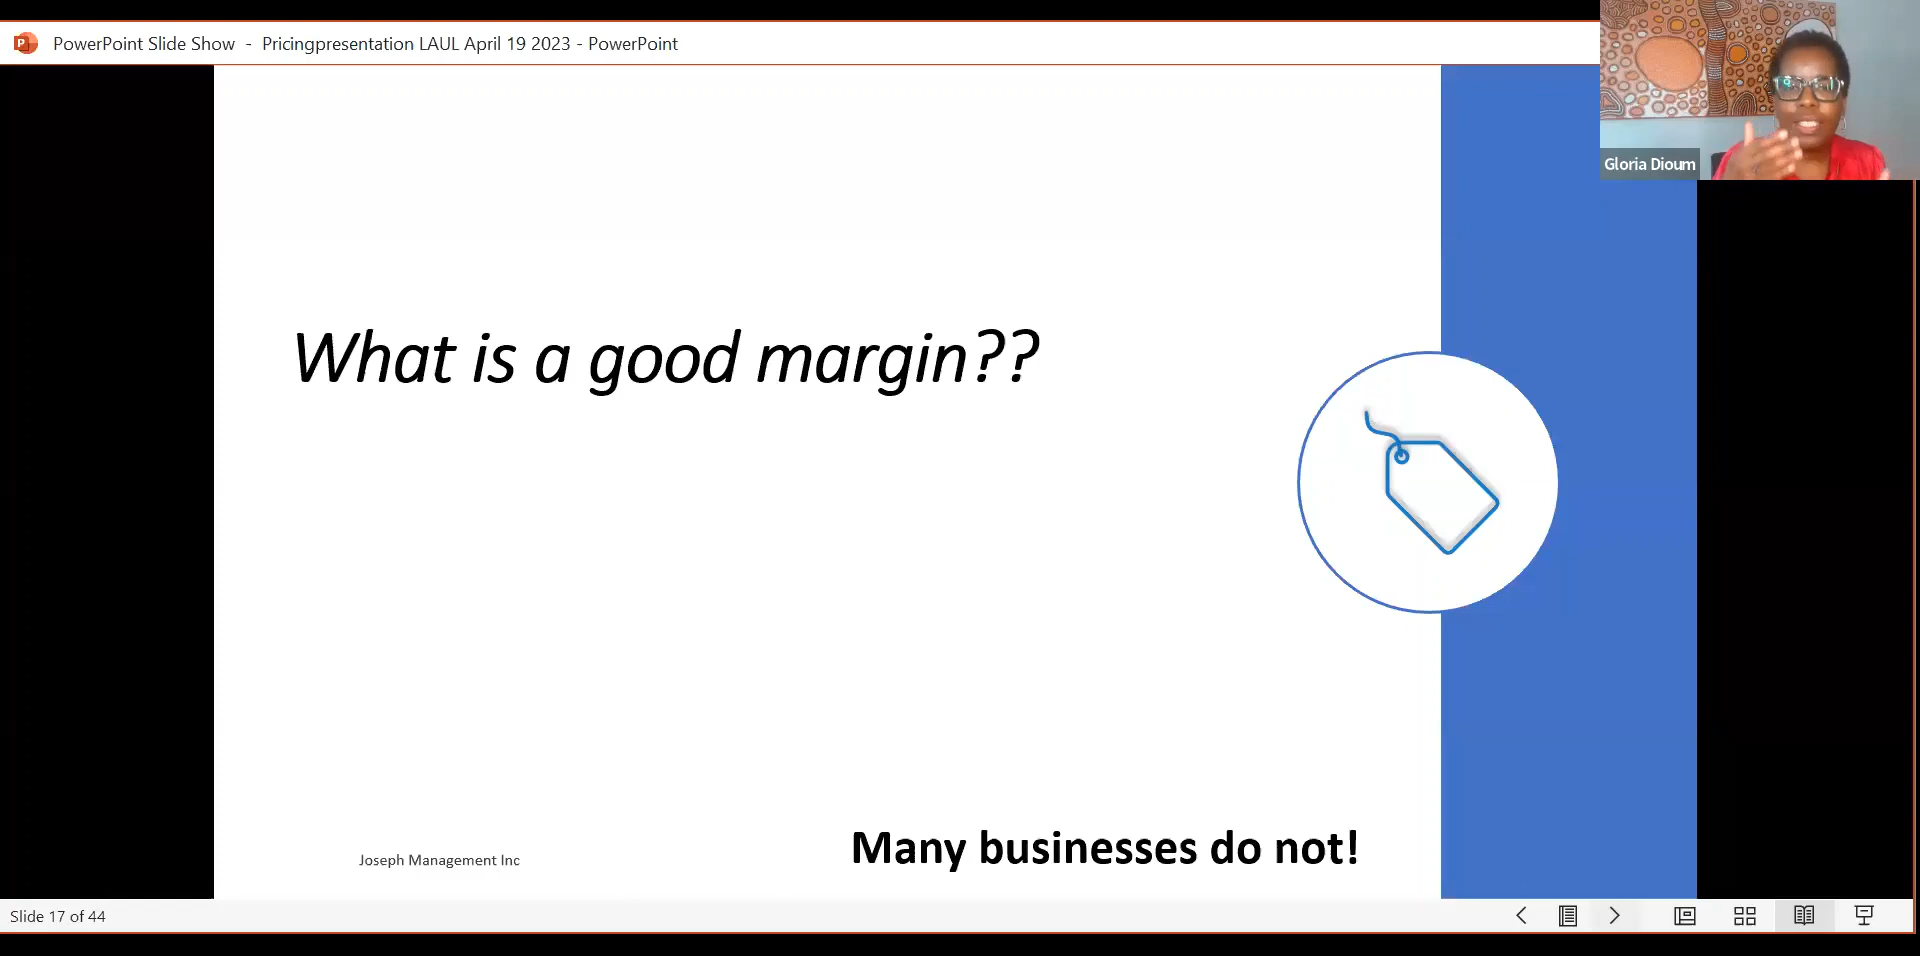 PowerPoint Slide Show - Pricingpresentation LAUL April 19 2023 - PowerPoint
Gloria Dioum
What is a good margin??
Many businesses do not!
Joseph Management Inc
Slide 17 of 44